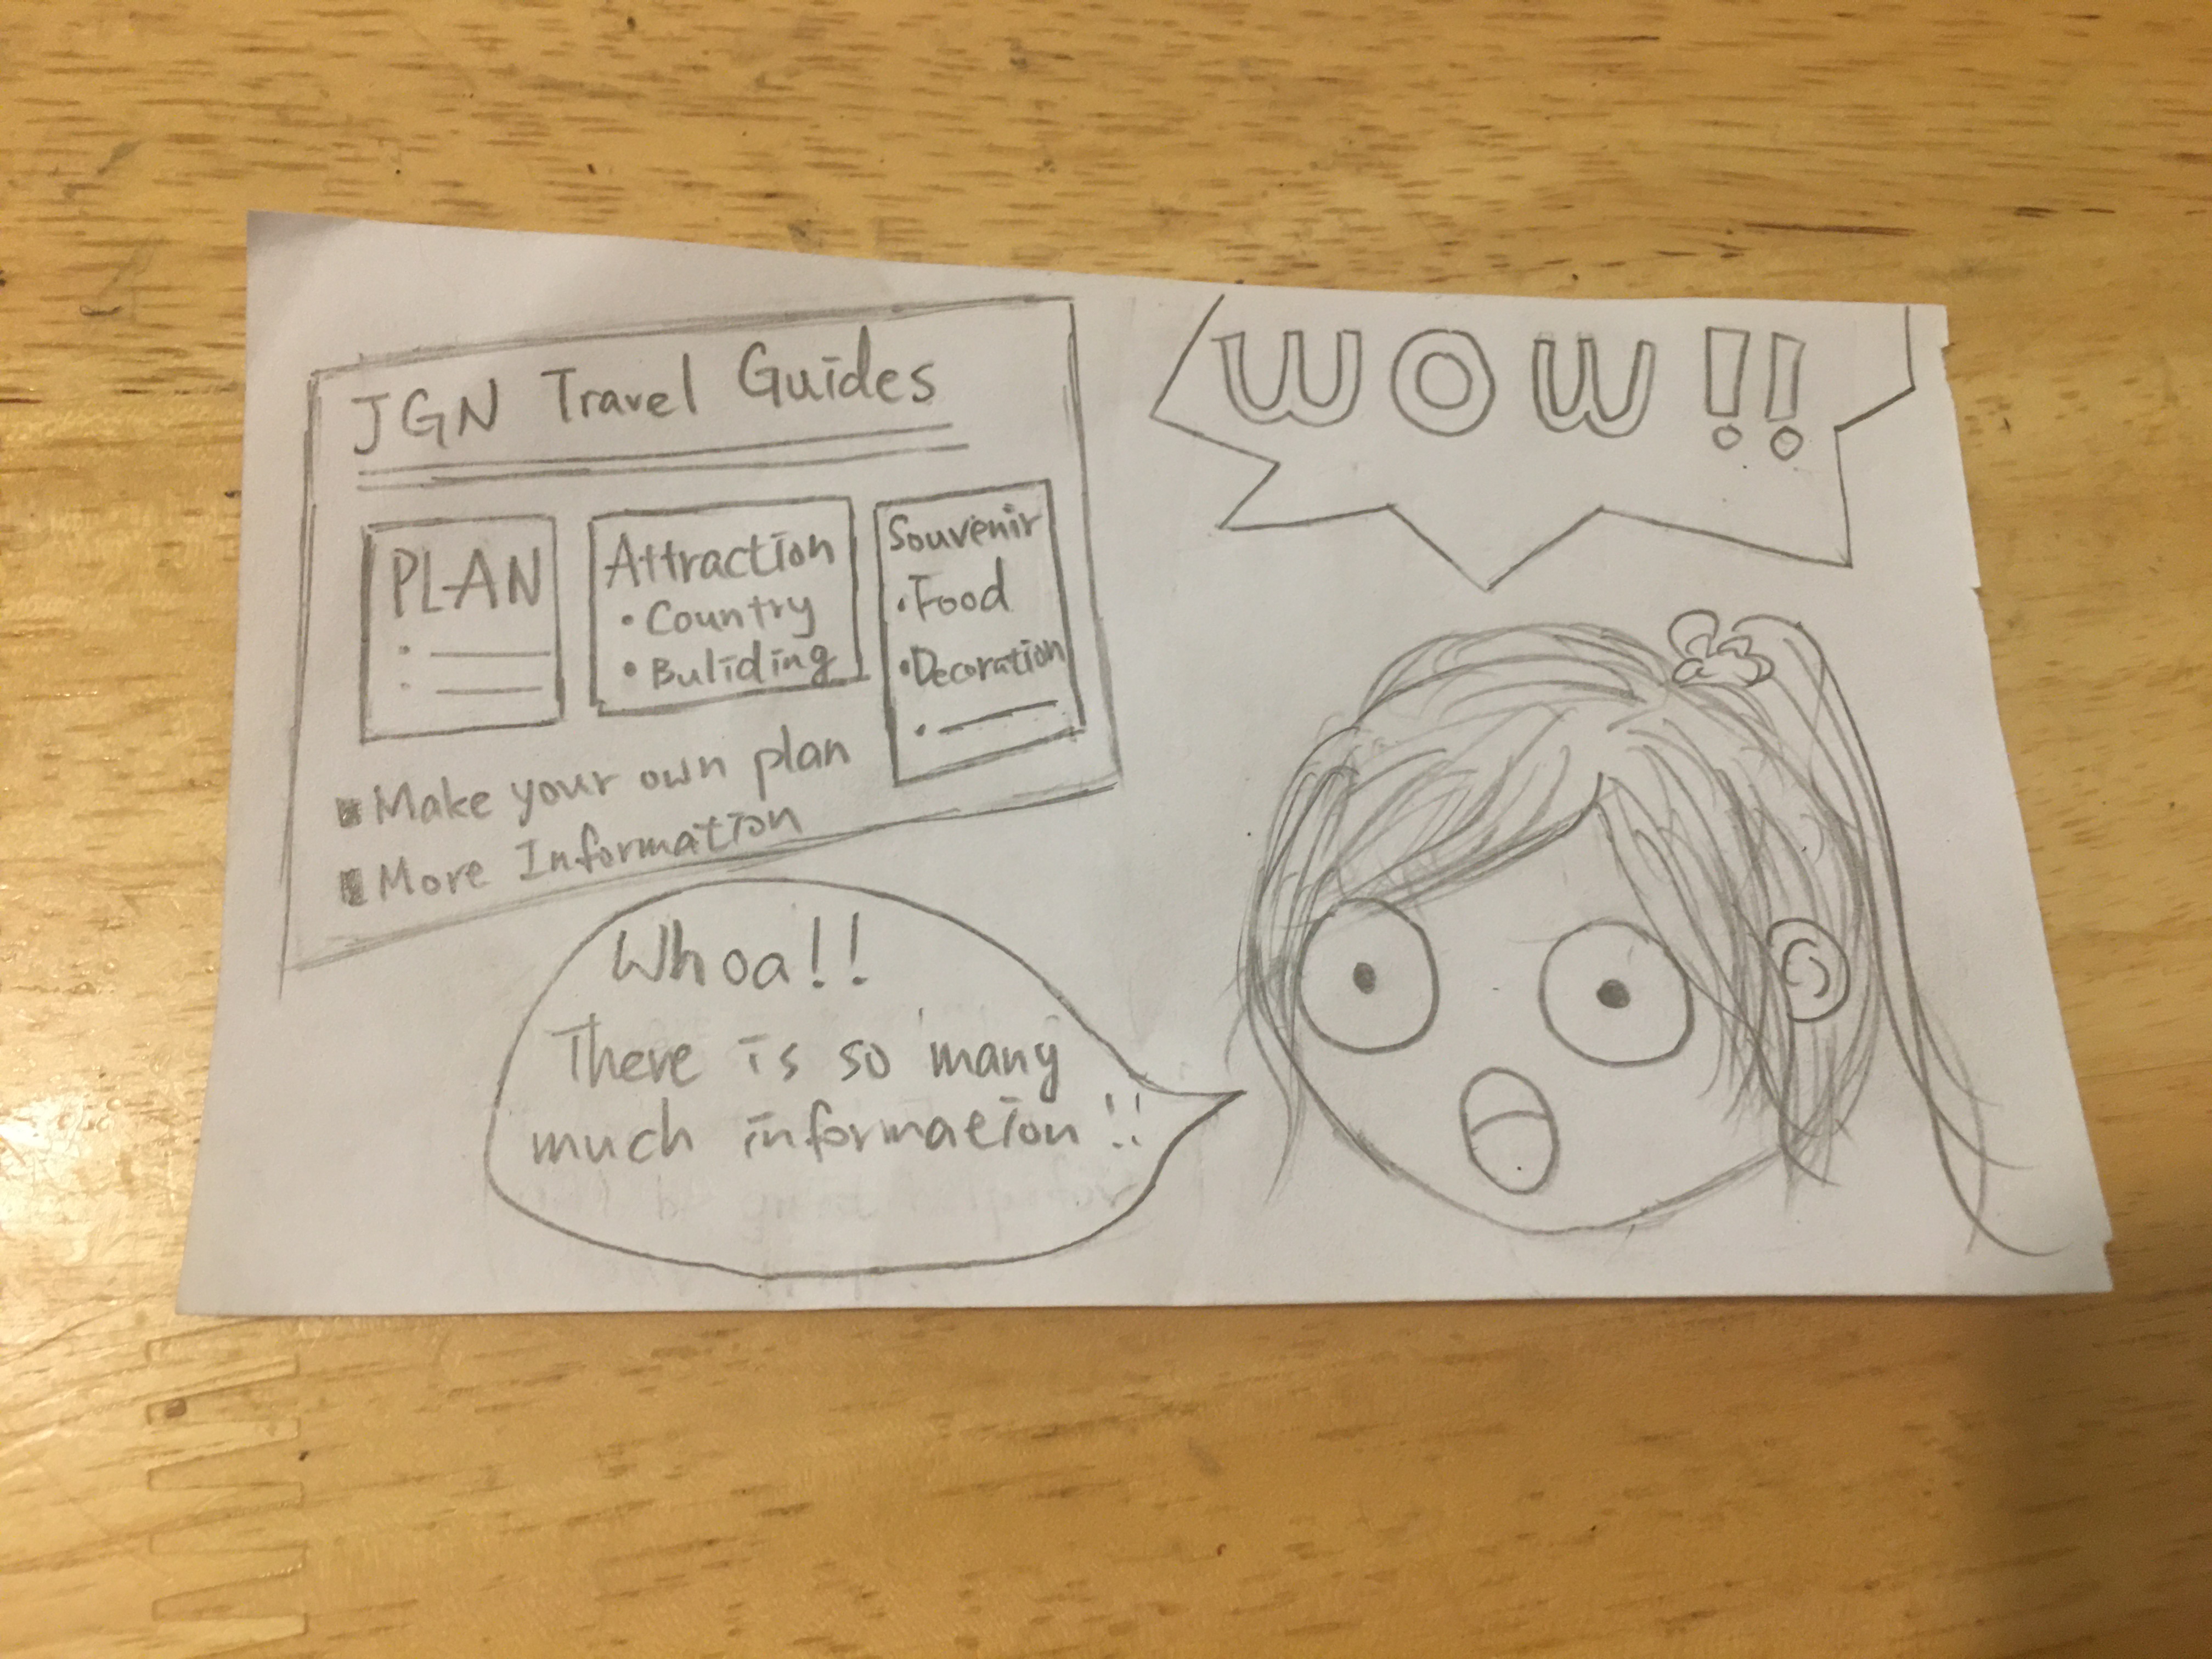 JGN Travel Guides
PLAN
Attraction
• Country
• Buliding
Souvenir
• Food
• Decoration
Make your own plan
More Information
WOW!!
Whoa!!
There is so many
much information!!